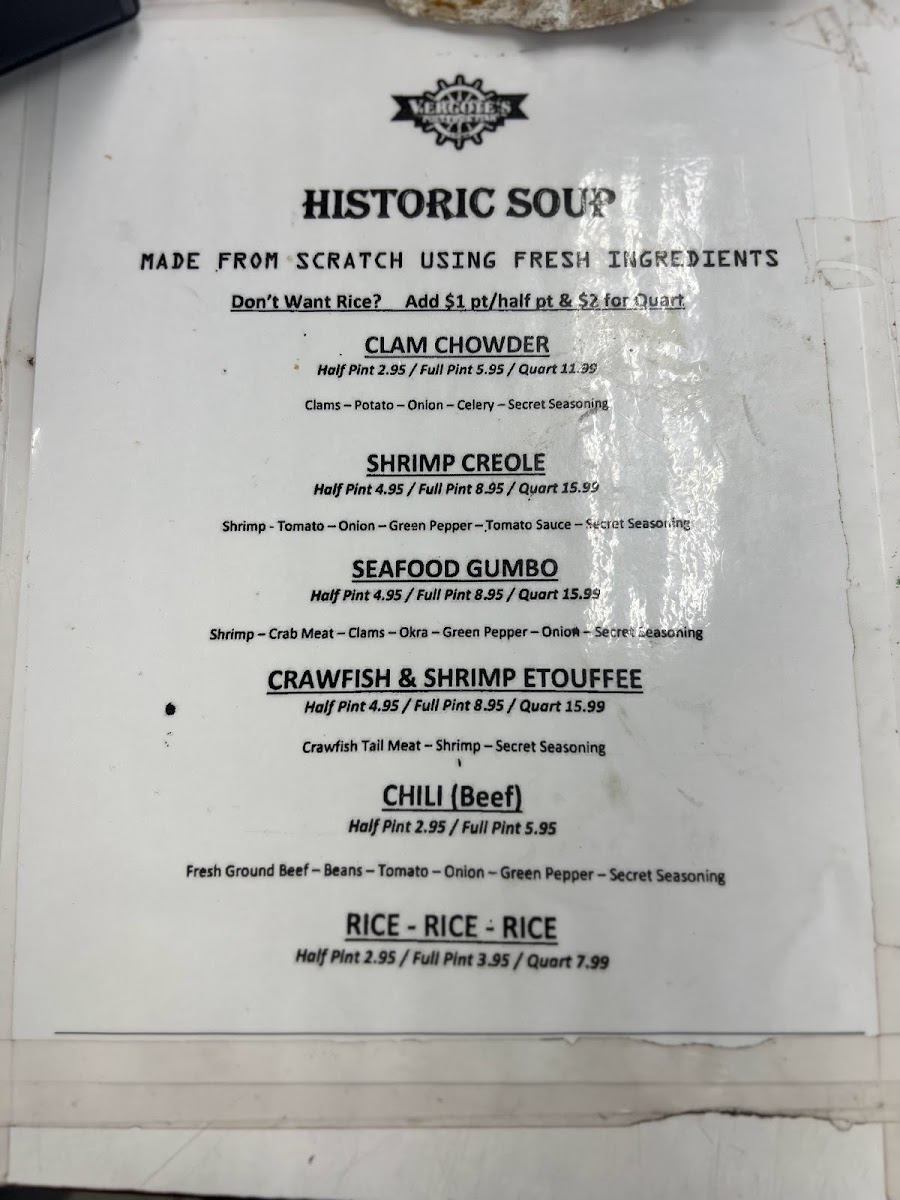 VERGOTE'S
HISTORIC SOUP
MADE FROM SCRATCH USING FRESH INGREDIENTS
Don't Want Rice? Add $1 pt/half pt & $2 for Quart
CLAM CHOWDER
Half Pint 2.95 / Full Pint 5.95 / Quart 11.99
Clams – Potato – Onion – Celery – Secret Seasoning
SHRIMP CREOLE
Half Pint 4.95 / Full Pint 8.95 / Quart 15.99
Shrimp - Tomato – Onion – Green Pepper – Tomato Sauce – Secret Seasoning
SEAFOOD GUMBO
Half Pint 4.95 / Full Pint 8.95 / Quart 15.99
Shrimp – Crab Meat – Clams – Okra – Green Pepper – Onion – Secret Seasoning
CRAWFISH & SHRIMP ETOUFFEE
Half Pint 4.95 / Full Pint 8.95 / Quart 15.99
Crawfish Tail Meat – Shrimp – Secret Seasoning
CHILI (Beef)
Half Pint 2.95 / Full Pint 5.95
Fresh Ground Beef – Beans – Tomato – Onion – Green Pepper – Secret Seasoning
RICE - RICE - RICE
Half Pint 2.95 / Full Pint 3.95 / Quart 7.99